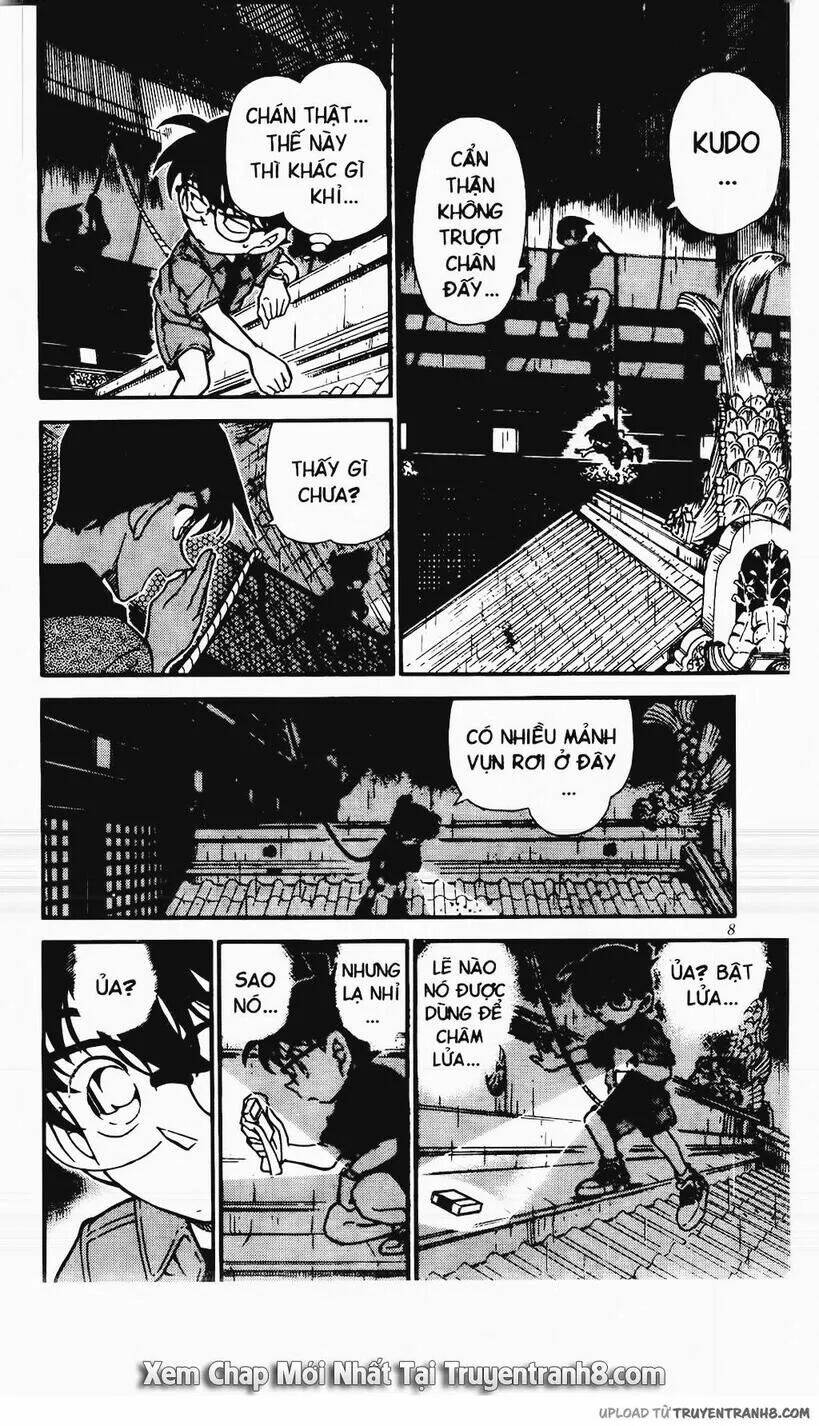 KUDO
...
CẨN
THẬN
KHÔNG
TRƯỢT
CHÂN
ĐẤY...
CHÁN THẬT...
THẾ NÀY
THÌ KHÁC GÌ
KHỈ...
THẤY GÌ
CHƯA?
CÓ NHIỀU MẢNH
VỤN RƠI Ở ĐÂY
...
8
ỦA? BẬT
LỬA...
LẼ NÀO
NÓ ĐƯỢC
DÙNG ĐỂ
CHÂM
LỬA...
NHƯNG
LẠ NHỈ
...
SAO
NÓ...
ỦA?
Xem Chap Mới Nhất Tại Truyentranh8.com
UPLOAD TỪ TRUYENTRANH8.COM